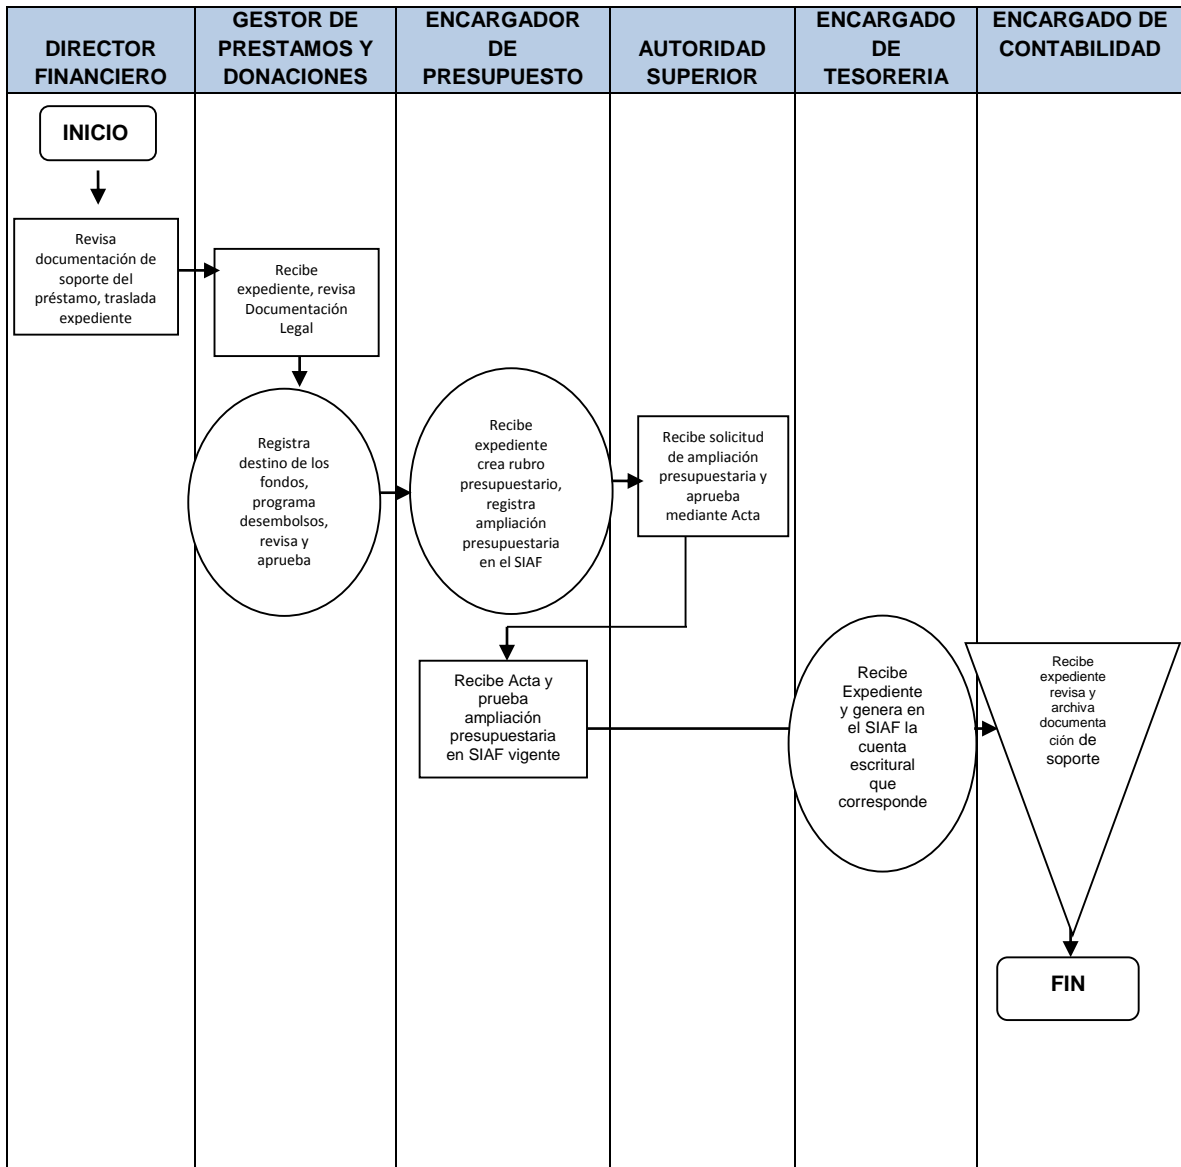 DIRECTOR
FINANCIERO
GESTOR DE
PRESTAMOS Y
DONACIONES
ENCARGADOR
DE
PRESUPUESTO
AUTORIDAD
SUPERIOR
ENCARGADO
DE
TESORERIA
ENCARGADO DE
CONTABILIDAD
INICIO
Revisa
documentación de
soporte del
préstamo, traslada
expediente
Recibe
expediente, revisa
Documentación
Legal
Registra
destino de los
fondos,
programa
desembolsos,
revisa y
aprueba
Recibe
expediente
crea rubro
presupuestario,
registra
ampliación
presupuestaria
en el SIAF
Recibe solicitud
de ampliación
presupuestaria y
aprueba
mediante Acta
Recibe Acta y
prueba
ampliación
presupuestaria
en SIAF vigente
Recibe
Expediente
y genera en
el SIAF la
cuenta
escritural
que
corresponde
Recibe
expediente
revisa y
archiva
documenta
ción de
soporte
FIN